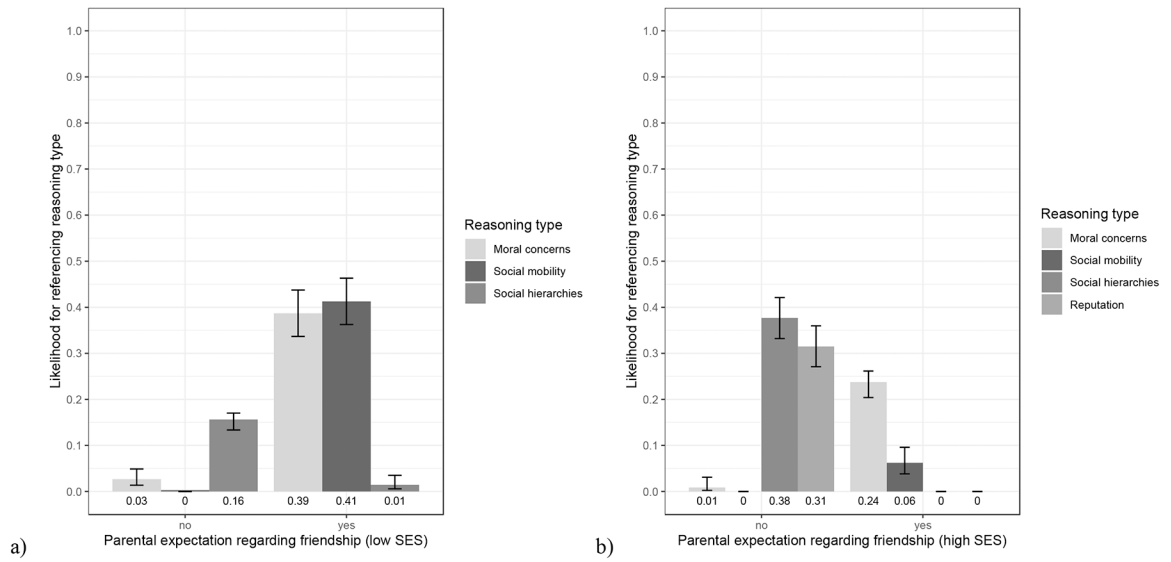 1.0
0.9
0.8
0.7
0.6
0.5
0.4
0.3
0.2
0.1
0.0
Likelihood for referencing reasoning type
0.03 0 0.16 0.39 0.41 0.01
no yes
Parental expectation regarding friendship (low SES)
Reasoning type
Moral concerns
Social mobility
Social hierarchies
a)
1.0
0.9
0.8
0.7
0.6
0.5
0.4
0.3
0.2
0.1
0.0
Likelihood for referencing reasoning type
0.01 0 0.38 0.31 0.24 0.06 0 0
no yes
Parental expectation regarding friendship (high SES)
Reasoning type
Moral concerns
Social mobility
Social hierarchies
Reputation
b)